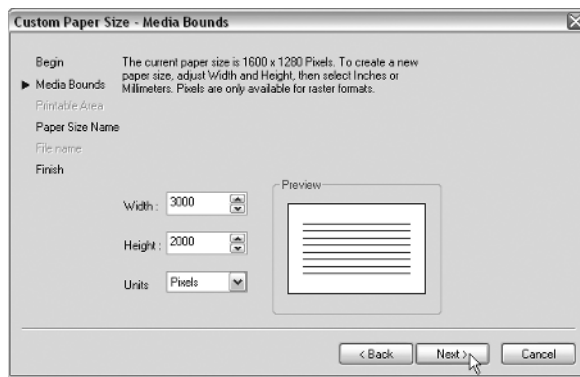 Custom Paper Size - Media Bounds
Begin
Media Bounds
Printable Area
Paper Size Name
File name
Finish
The current paper size is 1600 x 1280 Pixels. To create a new
paper size, adjust Width and Height, then select Inches or
Millimeters. Pixels are only available for raster formats.
Width : 3000
Height : 2000
Units Pixels
Preview
< Back Next > Cancel